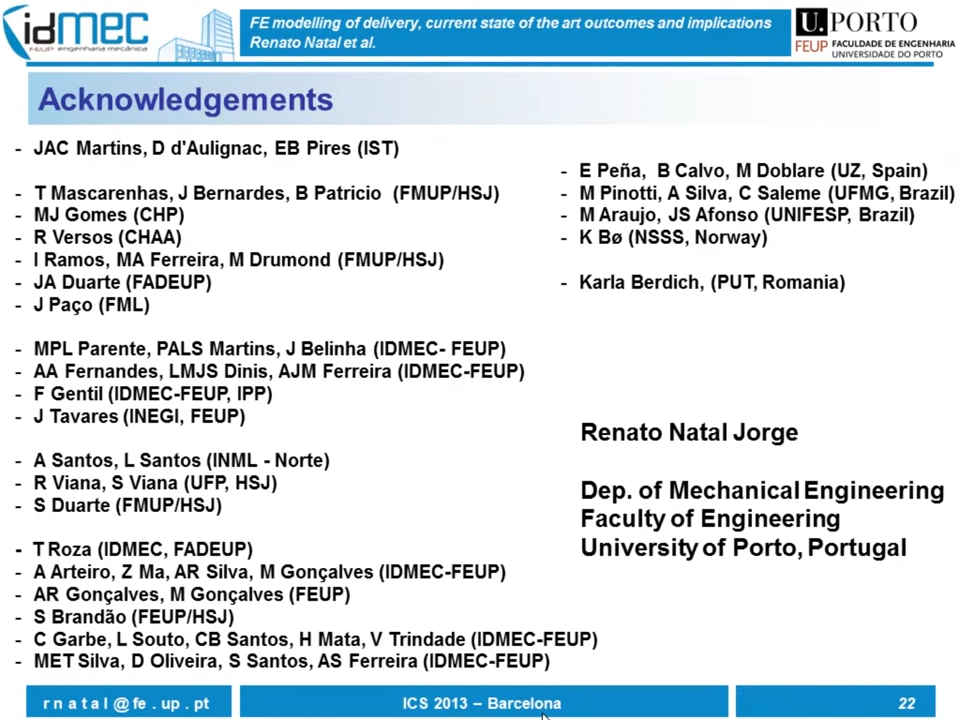 idmec
FEUP engenharia mecânica
FE modelling of delivery, current state of the art outcomes and implications
Renato Natal et al.
U. PORTO
FEUP FACULDADE DE ENGENHARIA
UNIVERSIDADE DO PORTO
Acknowledgements
- JAC Martins, D d'Aulignac, EB Pires (IST)
- T Mascarenhas, J Bernardes, B Patricio (FMUP/HSJ)
- MJ Gomes (CHP)
- R Versos (CHAA)
- I Ramos, MA Ferreira, M Drumond (FMUP/HSJ)
- JA Duarte (FADEUP)
- J Paço (FML)
- MPL Parente, PALS Martins, J Belinha (IDMEC- FEUP)
- AA Fernandes, LMJS Dinis, AJM Ferreira (IDMEC-FEUP)
- F Gentil (IDMEC-FEUP, IPP)
- J Tavares (INEGI, FEUP)
- A Santos, L Santos (INML - Norte)
- R Viana, S Viana (UFP, HSJ)
- S Duarte (FMUP/HSJ)
- T Roza (IDMEC, FADEUP)
- A Arteiro, Z Ma, AR Silva, M Gonçalves (IDMEC-FEUP)
- AR Gonçalves, M Gonçalves (FEUP)
- S Brandão (FEUP/HSJ)
- C Garbe, L Souto, CB Santos, H Mata, V Trindade (IDMEC-FEUP)
- MET Silva, D Oliveira, S Santos, AS Ferreira (IDMEC-FEUP)
- E Peña, B Calvo, M Doblare (UZ, Spain)
- M Pinotti, A Silva, C Saleme (UFMG, Brazil)
- M Araujo, JS Afonso (UNIFESP, Brazil)
- K Bø (NSSS, Norway)
- Karla Berdich, (PUT, Romania)
Renato Natal Jorge
Dep. of Mechanical Engineering
Faculty of Engineering
University of Porto, Portugal
r n a t a l @ fe . up . pt
ICS 2013 – Barcelona
22